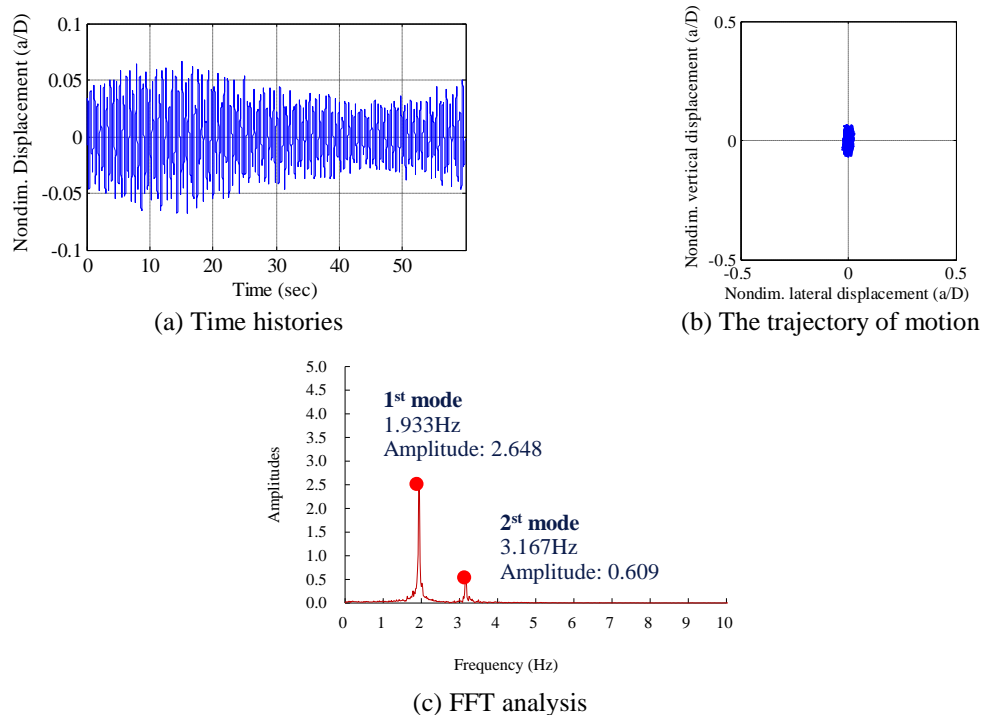 0.1
0.05
0
-0.05
-0.1
Nondim. Displacement (a/D)
0 10 20 30 40 50
Time (sec)
(a) Time histories
0.5
0
-0.5
Nondim. vertical displacement (a/D)
-0.5 0 0.5
Nondim. lateral displacement (a/D)
(b) The trajectory of motion
5.0
4.5
4.0
3.5
3.0
2.5
2.0
1.5
1.0
0.5
0.0
Amplitudes
1st mode
1.933Hz
Amplitude: 2.648
2st mode
3.167Hz
Amplitude: 0.609
0 1 2 3 4 5 6 7 8 9 10
Frequency (Hz)
(c) FFT analysis